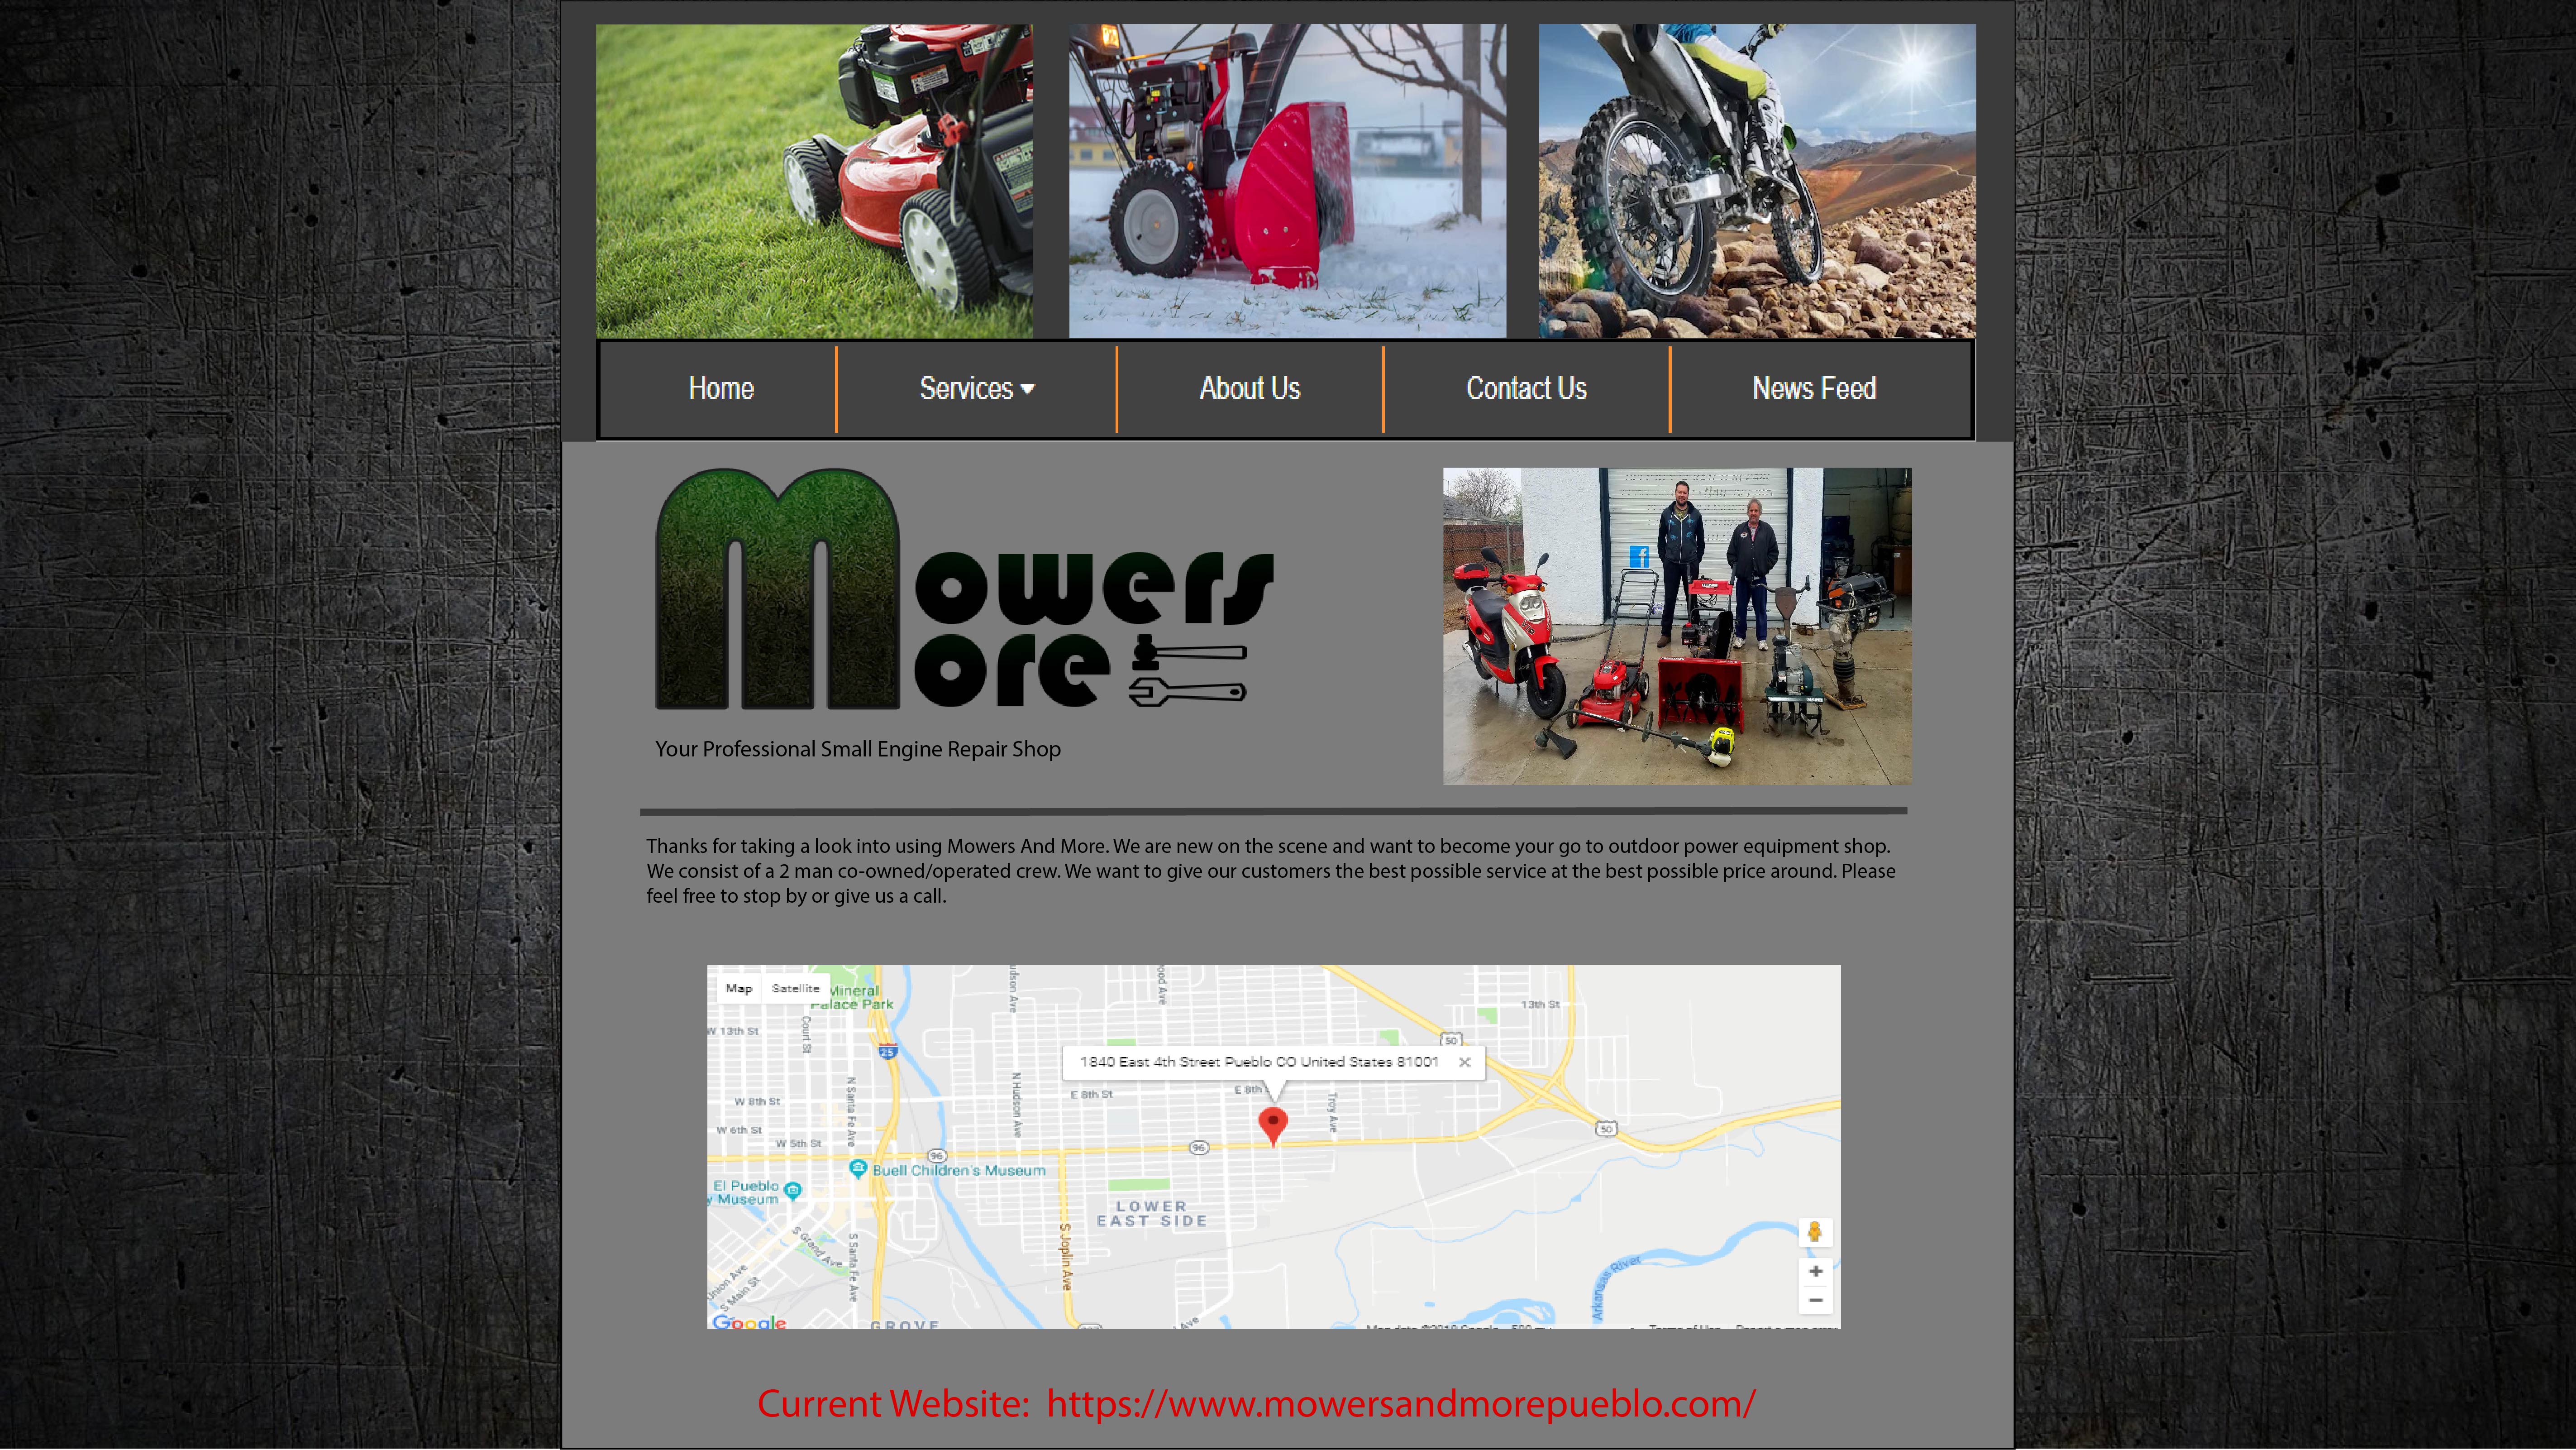 Home
Services
About Us
Contact Us
News Feed
Mowers
More
Your Professional Small Engine Repair Shop
Thanks for taking a look into using Mowers And More. We are new on the scene and want to become your go to outdoor power equipment shop.
We consist of a 2 man co-owned/operated crew. We want to give our customers the best possible service at the best possible price around. Please
feel free to stop by or give us a call.
Map Satellite
Mineral
Palace Park
13th St
W 13th St
Court St
25
50
1840 East 4th Street Pueblo CO United States 81001
E 8th St
E 8th
W 8th St
N Santa Fe Ave
N Hudson Ave
Troy Ave
W 6th St
W 5th St
50
96
96
Buell Children's Museum
El Pueblo
Museum
LOWER
EAST SIDE
S Grand Ave
S Santa Fe Ave
S Joplin Ave
Arkansas River
Union Ave
S Main St
Google
GROVE
Current Website: https://www.mowersandmorepueblo.com/